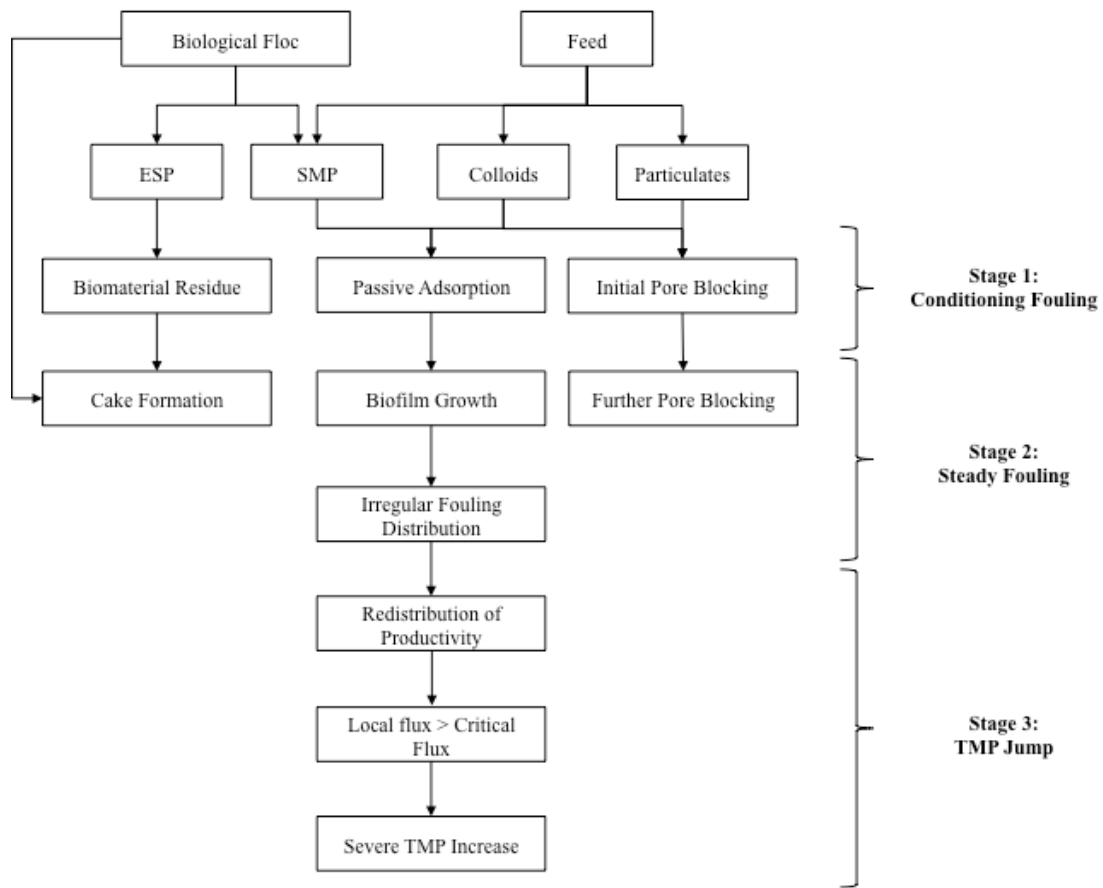 Biological Floc
Feed
ESP
SMP
Colloids
Particulates
Biomaterial Residue
Passive Adsorption
Initial Pore Blocking
Stage 1:
Conditioning Fouling
Cake Formation
Biofilm Growth
Further Pore Blocking
Irregular Fouling
Distribution
Stage 2:
Steady Fouling
Redistribution of
Productivity
Local flux > Critical
Flux
Severe TMP Increase
Stage 3:
TMP Jump